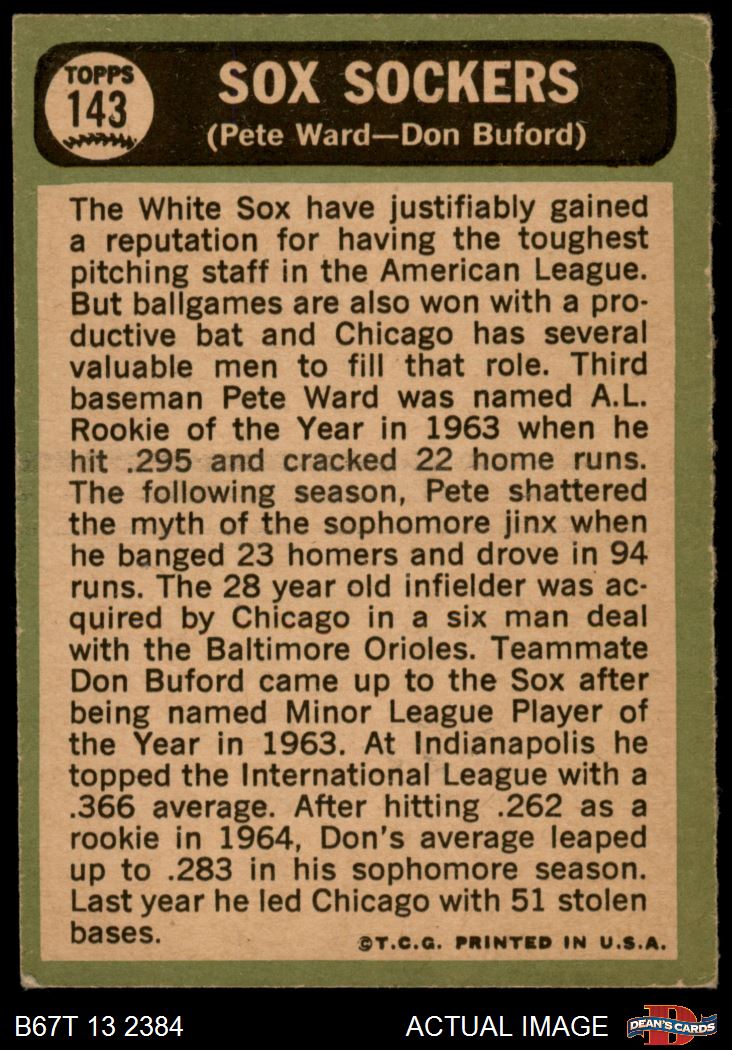 TOPPS
143
SOX SOCKERS
(Pete Ward—Don Buford)
The White Sox have justifiably gained
a reputation for having the toughest
pitching staff in the American League.
But ballgames are also won with a pro-
ductive bat and Chicago has several
valuable men to fill that role. Third
baseman Pete Ward was named A.L.
Rookie of the Year in 1963 when he
hit .295 and cracked 22 home runs.
The following season, Pete shattered
the myth of the sophomore jinx when
he banged 23 homers and drove in 94
runs. The 28 year old infielder was ac-
quired by Chicago in a six man deal
with the Baltimore Orioles. Teammate
Don Buford came up to the Sox after
being named Minor League Player of
the Year in 1963. At Indianapolis he
topped the International League with a
.366 average. After hitting .262 as a
rookie in 1964, Don's average leaped
up to .283 in his sophomore season.
Last year he led Chicago with 51 stolen
bases.
©T.C.G. PRINTED IN U.S.A.
B67T 13 2384
ACTUAL IMAGE
D
DEAN'S CARDS